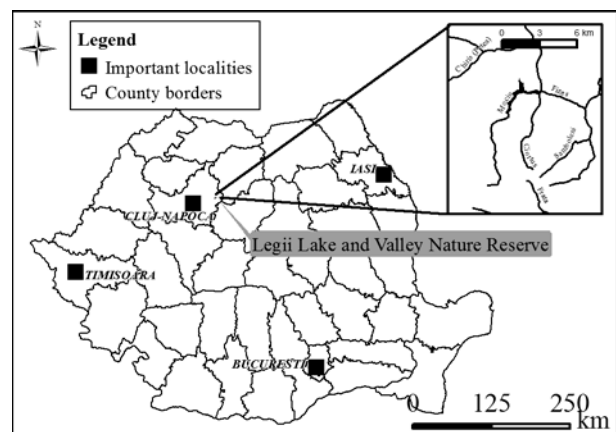 N
Legend
Important localities
County borders
0 3 6 km
Fizes
IASI
CLUJ-NAPOCA
Legii Lake and Valley Nature Reserve
TIMISOARA
BUCURESTI
0 125 250
km